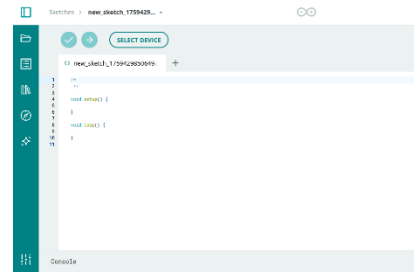 Sketches > new_sketch_1759429...
SELECT DEVICE
new_sketch_1759429850649.
1 /*
2 */
3
4 void setup() {
5
6 }
7
8 void loop() {
9
10 }
11
Console